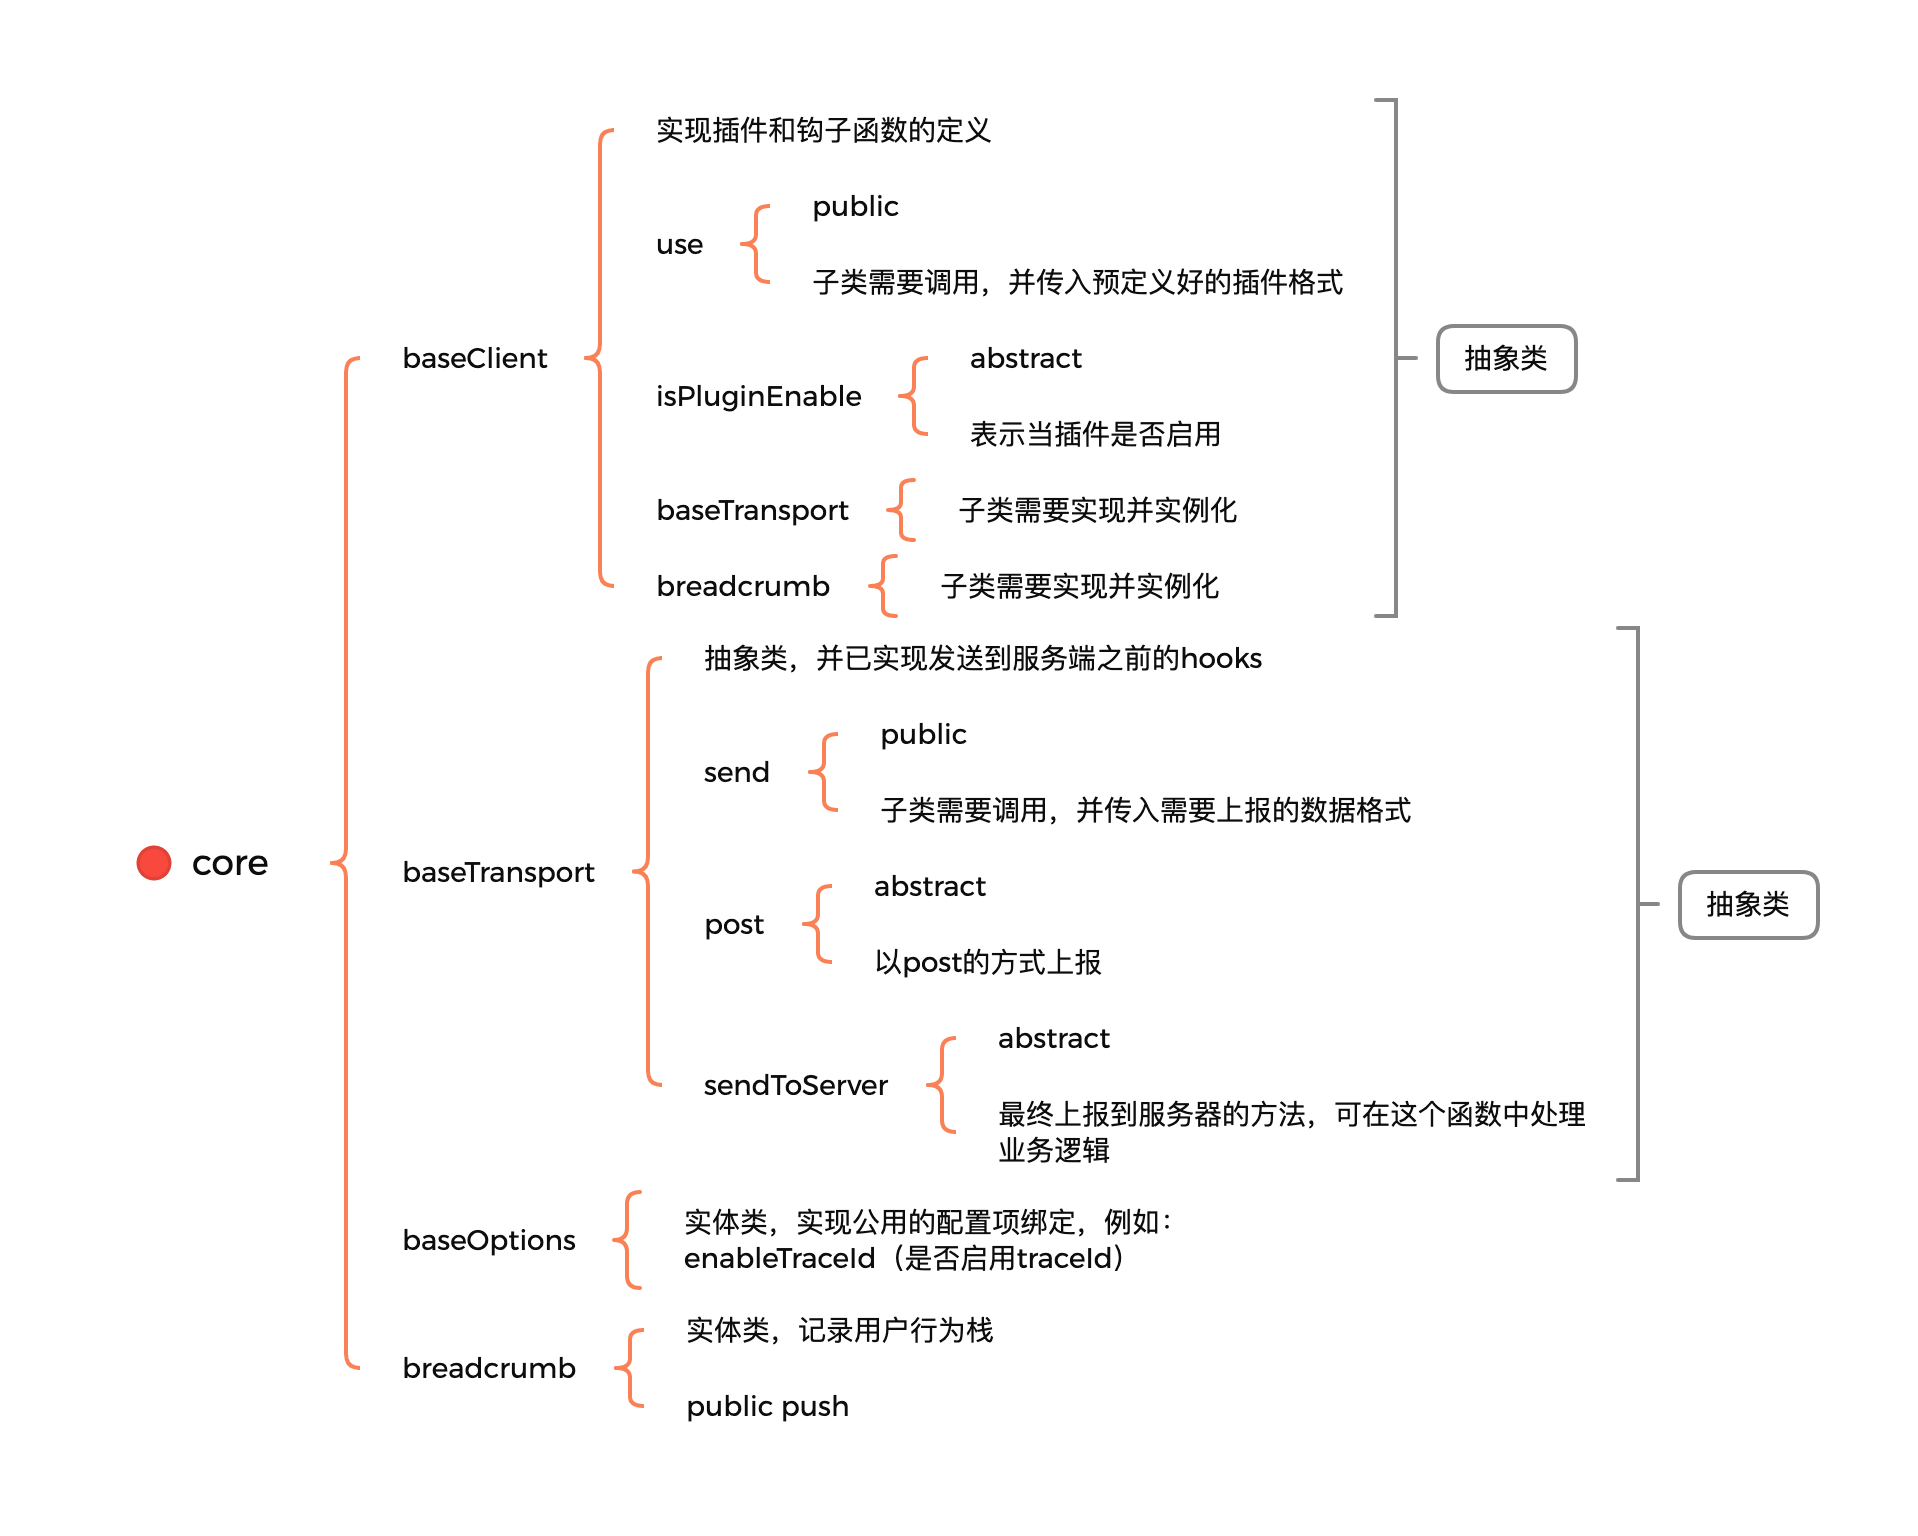 core
baseClient
实现插件和钩子函数的定义
use
public
子类需要调用，并传入预定义好的插件格式
isPluginEnable
abstract
表示当插件是否启用
baseTransport
子类需要实现并实例化
breadcrumb
子类需要实现并实例化
抽象类
baseTransport
抽象类，并已实现发送到服务端之前的hooks
send
public
子类需要调用，并传入需要上报的数据格式
post
abstract
以post的方式上报
sendToServer
abstract
最终上报到服务器的方法，可在这个函数中处理
业务逻辑
抽象类
baseOptions
实体类，实现公用的配置项绑定，例如：
enableTraceId（是否启用traceId）
breadcrumb
实体类，记录用户行为栈
public push